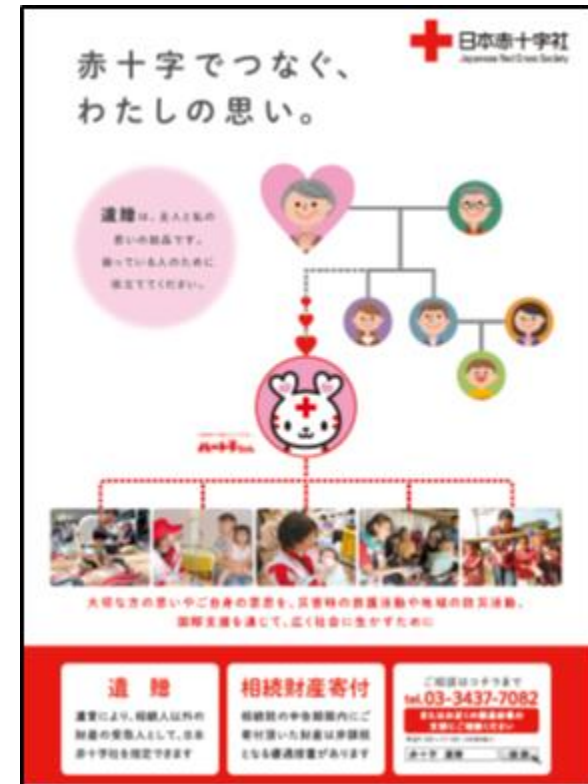 日本赤十字社
Japanese Red Cross Society
赤十字でつなぐ、
わたしの思い。
遺贈は、主人と私の
思いの結晶です。
困っている人のために
役立ててください。
ハートラちゃん
大切な方の思いやご自身の意思を、災害時の救護活動や地域の防災活動、
国際支援を通じて、広く社会に生かすために
遺贈
遺言により、相続人以外の
財産の受取人として、日本
赤十字社を指定できます
相続財産寄付
相続税の申告期限内にご
寄付頂いた財産は非課税
となる優遇措置があります
ご相談はコチラまで
tel.03-3437-7082
赤十字 遺贈
検索